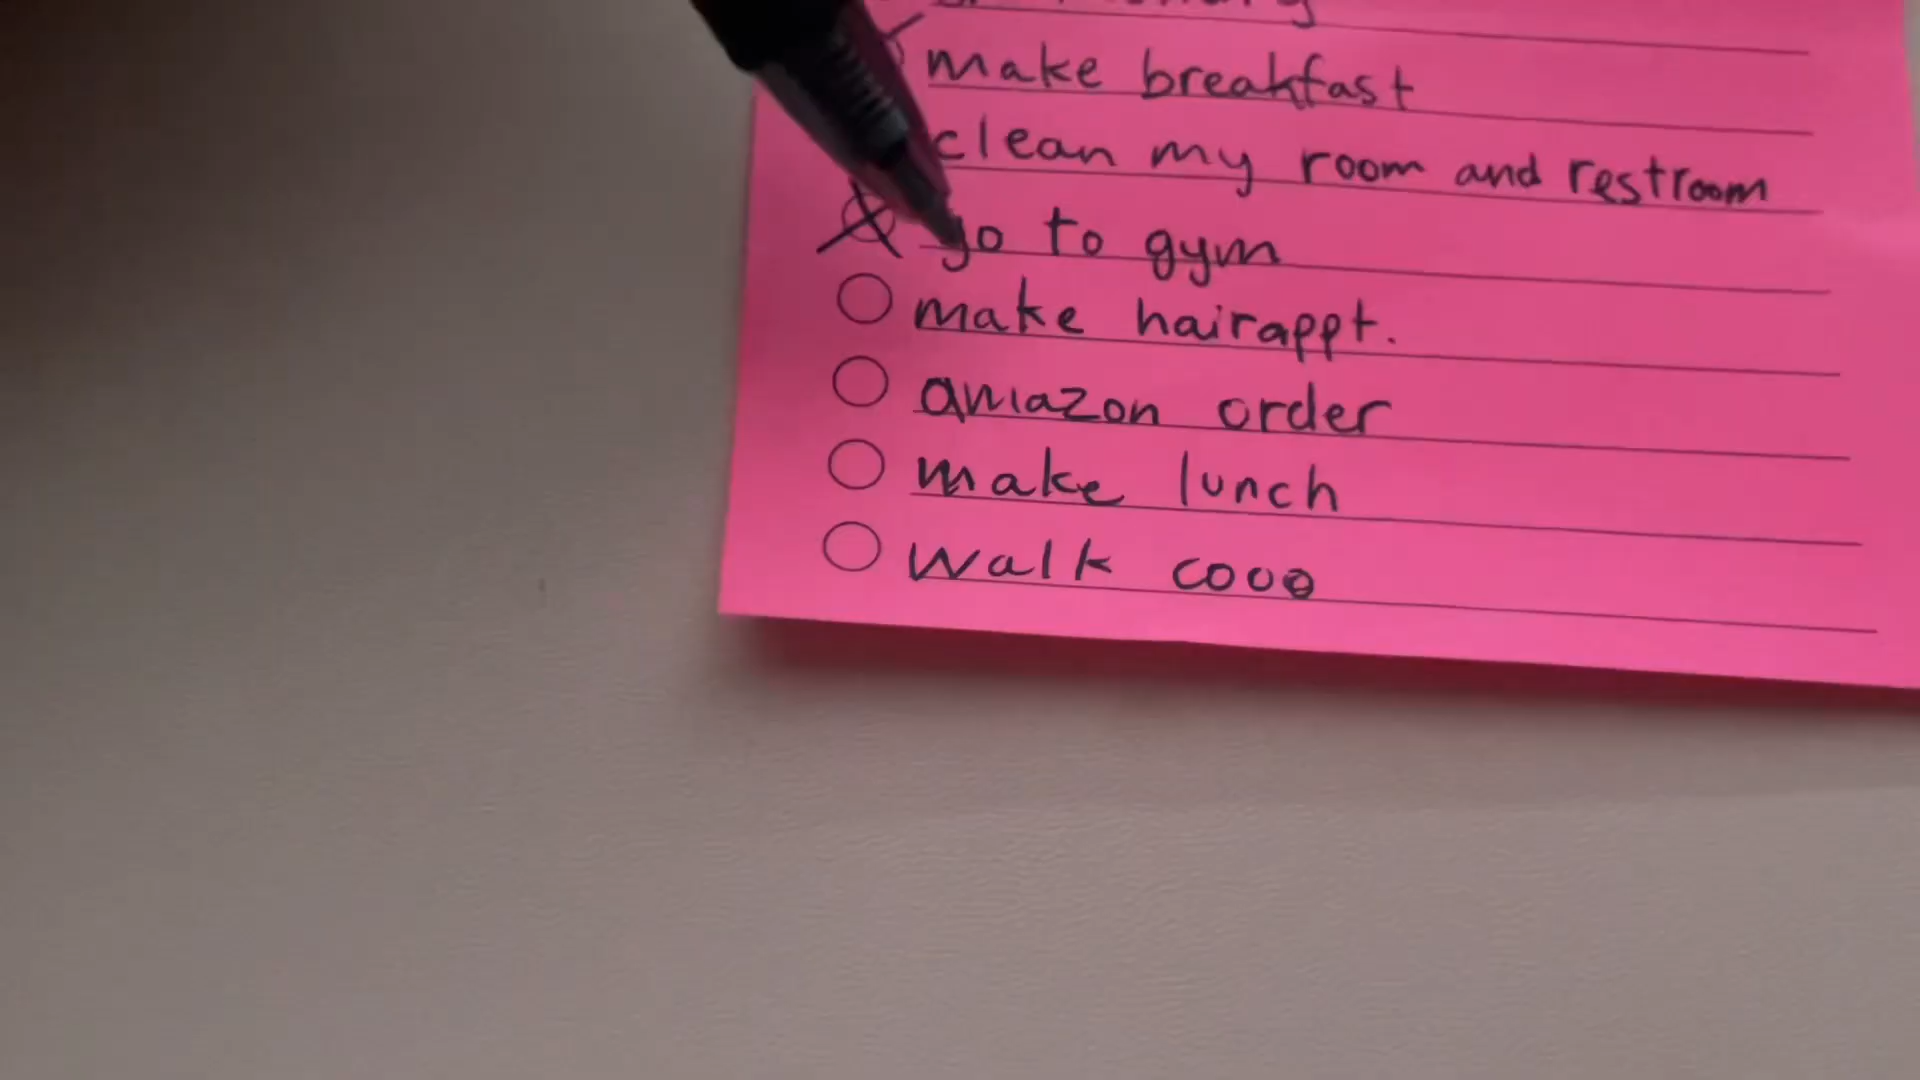 make breakfast
clean my room and restroom
go to gym
make hairappt.
amazon order
make lunch
walk cooo